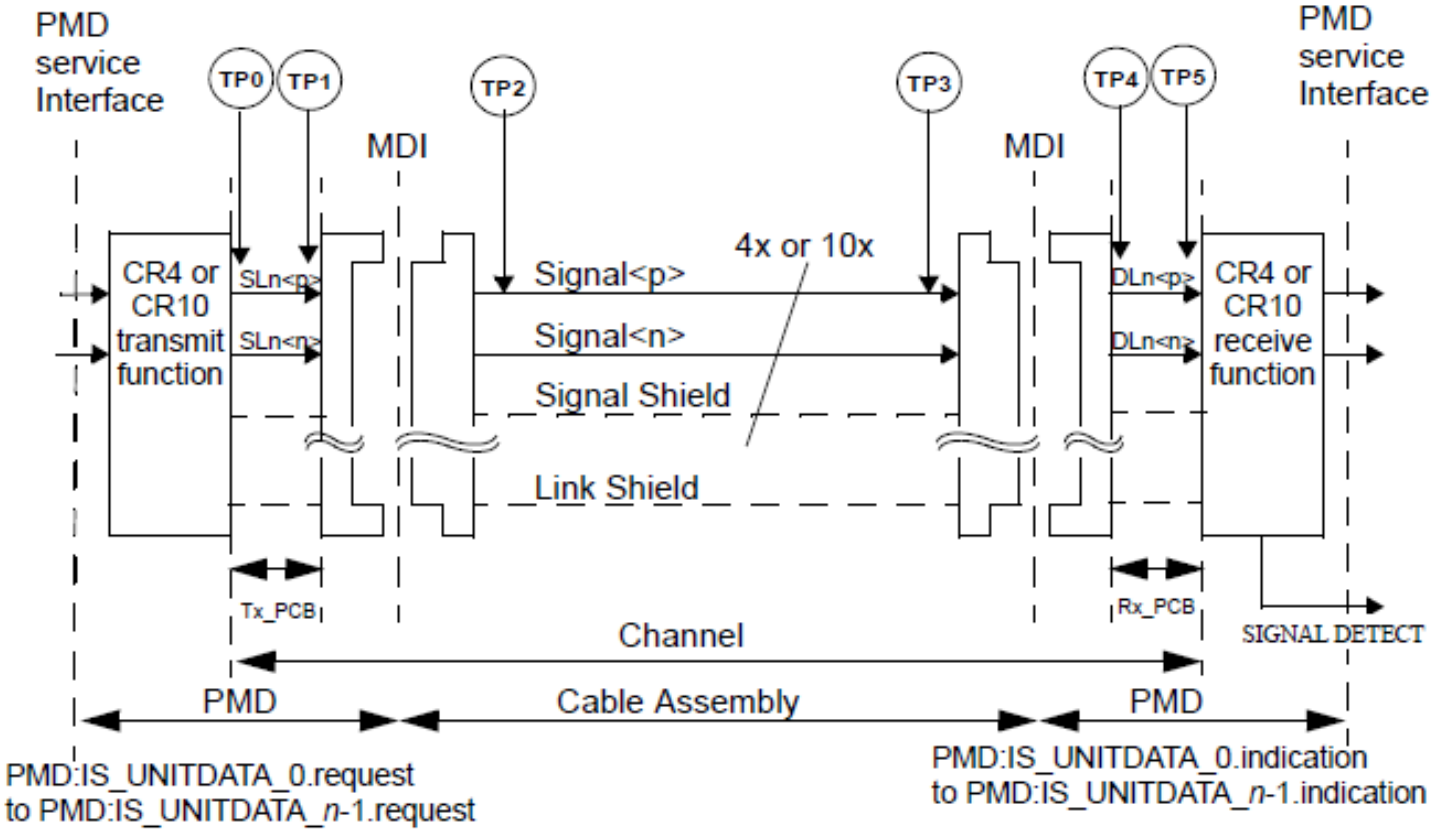 PMD
service
Interface
PMD
service
Interface
TP0
TP1
TP2
TP3
TP4
TP5
MDI
MDI
4x or 10x
CR4 or
CR10
transmit
function
SLn<p>
SLn<n>
Signal<p>
Signal<n>
Signal Shield
Link Shield
DLn<p>
DLn<n>
CR4 or
CR10
receive
function
Tx_PCB
Rx_PCB
SIGNAL DETECT
Channel
PMD
Cable Assembly
PMD
PMD:IS_UNITDATA_0.request
to PMD:IS_UNITDATA_n-1.request
PMD:IS_UNITDATA_0.indication
to PMD:IS_UNITDATA_n-1.indication